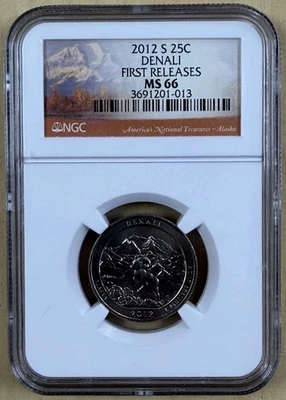 2012 S 25C
DENALI
FIRST RELEASES
MS 66
3691201-013
NGC
America's National Treasures – Alaska
DENALI
2012